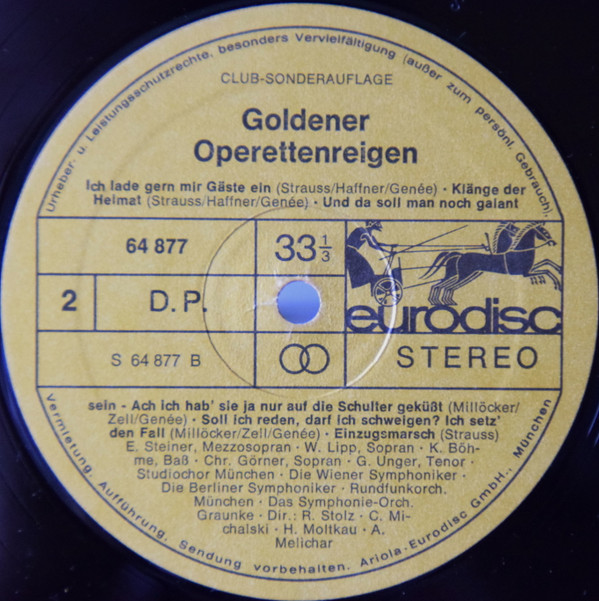 Urheber- u. Leistungsschutzrechte, besonders Vervielfältigung (außer zum persönl. Gebrauch),
CLUB-SONDERAUFLAGE
Goldener
Operettenreigen
Ich lade gern mir Gäste ein (Strauss/Haffner/Genée) · Klänge der
Heimat (Strauss/Haffner/Genée) · Und da soll man noch galant
64 877
33 1/3
2
D. P.
eurodisc
S 64 877 B
STEREO
sein - Ach ich hab' sie ja nur auf die Schulter geküßt (Millöcker/
Zell/Genée) · Soll ich reden, darf ich schweigen? Ich setz'
den Fall (Millöcker/Zell/Genée) · Einzugsmarsch (Strauss)
E. Steiner, Mezzosopran · W. Lipp, Sopran · K. Böh-
me, Baß · Chr. Görner, Sopran · G. Unger, Tenor ·
Studiochor München · Die Wiener Symphoniker ·
Die Berliner Symphoniker · Rundfunkorch.
München · Das Symphonie-Orch.
Graunke · Dir.: R. Stolz · C. Mi-
chalski · H. Moltkau · A.
Melichar
Vermietung, Aufführung, Sendung vorbehalten. Ariola-Eurodisc GmbH., München